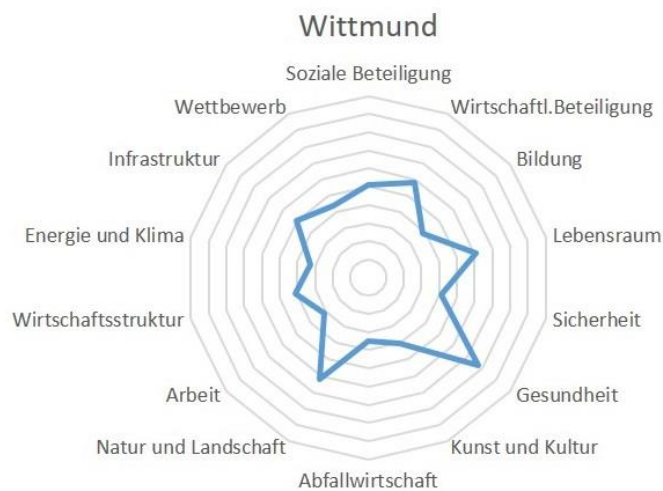 Wittmund
Soziale Beteiligung
Wirtschaftl.Beteiligung
Bildung
Lebensraum
Sicherheit
Gesundheit
Kunst und Kultur
Abfallwirtschaft
Natur und Landschaft
Arbeit
Wirtschaftsstruktur
Energie und Klima
Infrastruktur
Wettbewerb